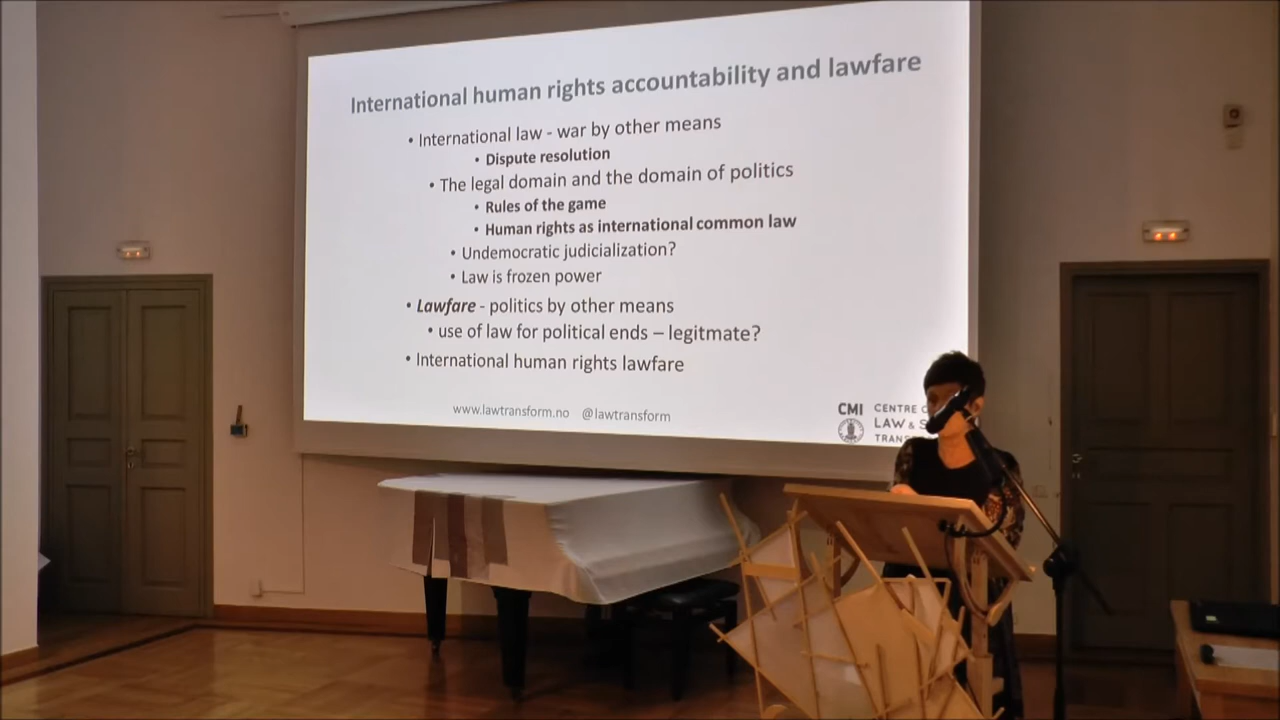 International human rights accountability and lawfare
• International law - war by other means
• Dispute resolution
• The legal domain and the domain of politics
• Rules of the game
• Human rights as international common law
• Undemocratic judicialization?
• Law is frozen power
• Lawfare - politics by other means
• use of law for political ends – legitmate?
• International human rights lawfare
www.lawtransform.no @lawtransform
CMI
CENTRE
LAW & S
TRANS